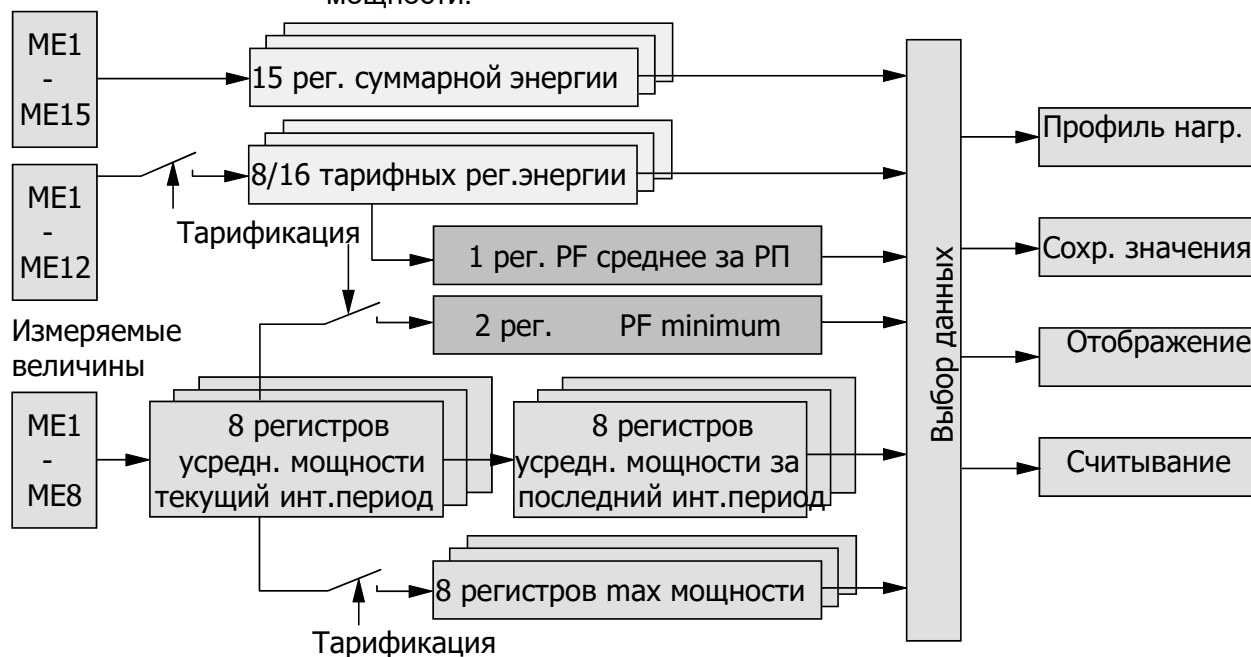 мощности.
ME1
-
ME15
15 рег. суммарной энергии
Профиль нагр.
8/16 тарифных рег.энергии
ME1
-
ME12
Тарификация
1 рег. PF среднее за РП
Сохр. значения
2 рег. PF minimum
Измеряемые
величины
Отображение
Выбор данных
ME1
-
ME8
8 регистров
усредн. мощности
текущий инт.период
8 регистров
усредн. мощности за
последний инт.период
Считывание
8 регистров max мощности
Тарификация